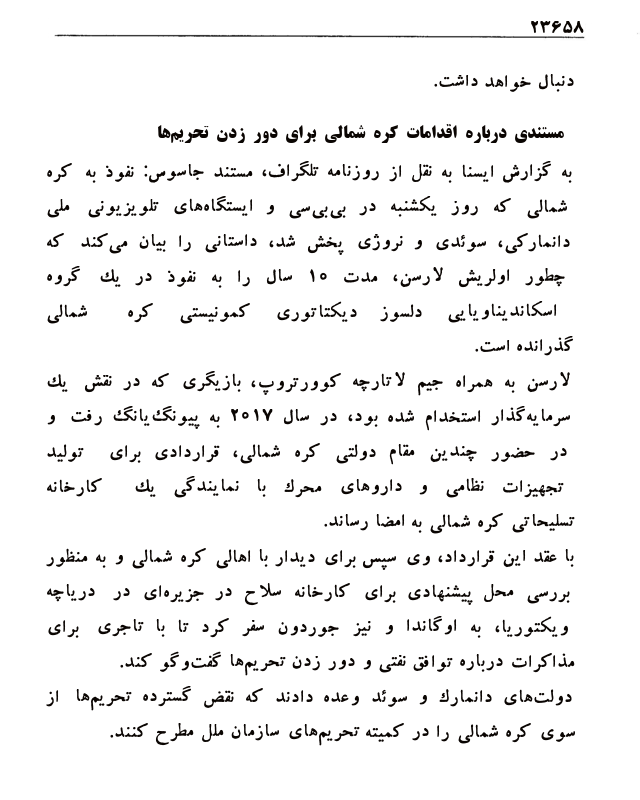 ۲۳۶۵۸
دنبال خواهد داشت.
مستندی درباره اقدامات کره شمالی برای دور زدن تحریم‌ها
به گزارش ایسنا به نقل از روزنامه تلگراف، مستند جاسوس: نفوذ به کره
شمالی که روز یکشنبه در بی‌بی‌سی و ایستگاه‌های تلویزیونی ملی
دانمارکی، سوئدی و نروژی پخش شد، داستانی را بیان می‌کند که
چطور اولریش لارسن، مدت ۱۰ سال را به نفوذ در یك گروه
اسکاندیناویایی دلسوز دیکتاتوری کمونیستی کره شمالی
گذرانده است.
لارسن به همراه جیم لاتارچه کوورتروپ، بازیگری که در نقش یك
سرمایه‌گذار استخدام شده بود، در سال ۲۰۱۷ به پیونگ‌یانگ رفت و
در حضور چندین مقام دولتی کره شمالی، قراردادی برای تولید
تجهیزات نظامی و داروهای محرك با نمایندگی یك کارخانه
تسلیحاتی کره شمالی به امضا رساند.
با عقد این قرارداد، وی سپس برای دیدار با اهالی کره شمالی و به منظور
بررسی محل پیشنهادی برای کارخانه سلاح در جزیره‌ای در دریاچه
ویکتوریا، به اوگاندا و نیز جوردون سفر کرد تا با تاجری برای
مذاکرات درباره توافق نفتی و دور زدن تحریم‌ها گفت‌وگو کند.
دولت‌های دانمارك و سوئد وعده دادند که نقض گسترده تحریم‌ها از
سوی کره شمالی را در کمیته تحریم‌های سازمان ملل مطرح کنند.